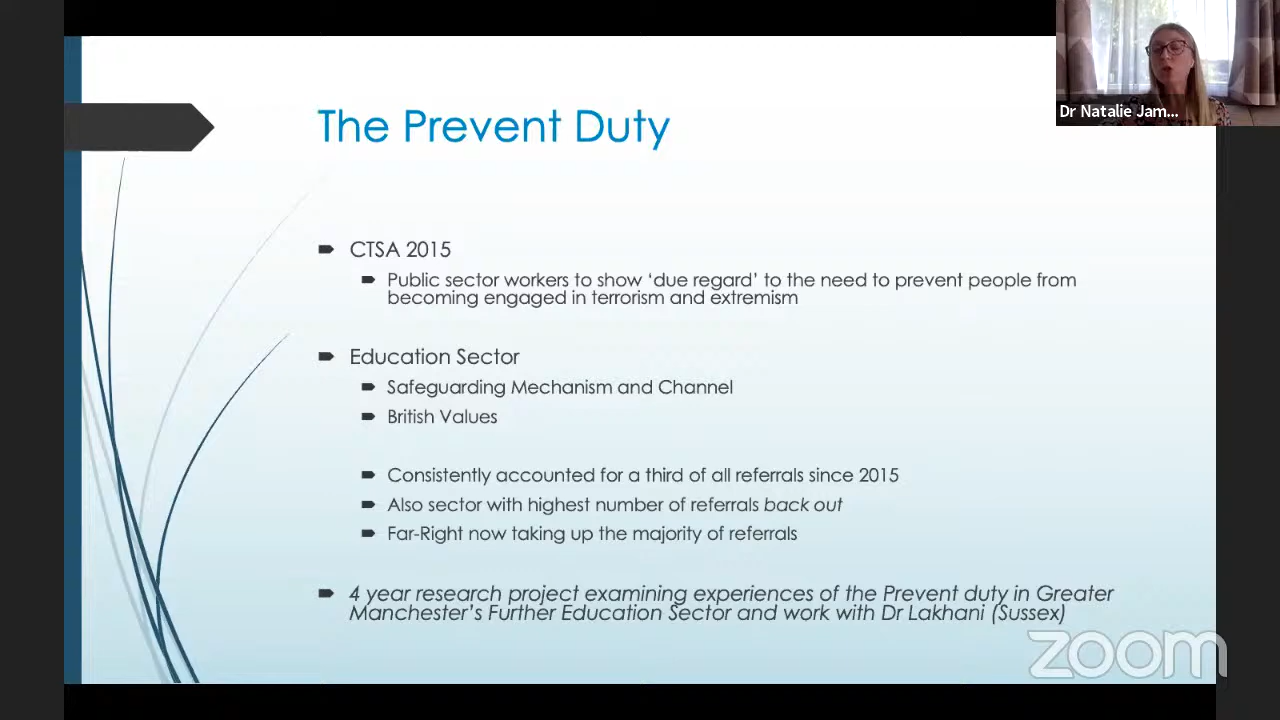 Dr Natalie Jam...
The Prevent Duty
CTSA 2015
Public sector workers to show ‘due regard’ to the need to prevent people from
becoming engaged in terrorism and extremism
Education Sector
Safeguarding Mechanism and Channel
British Values
Consistently accounted for a third of all referrals since 2015
Also sector with highest number of referrals back out
Far-Right now taking up the majority of referrals
4 year research project examining experiences of the Prevent duty in Greater
Manchester’s Further Education Sector and work with Dr Lakhani (Sussex)
zoom